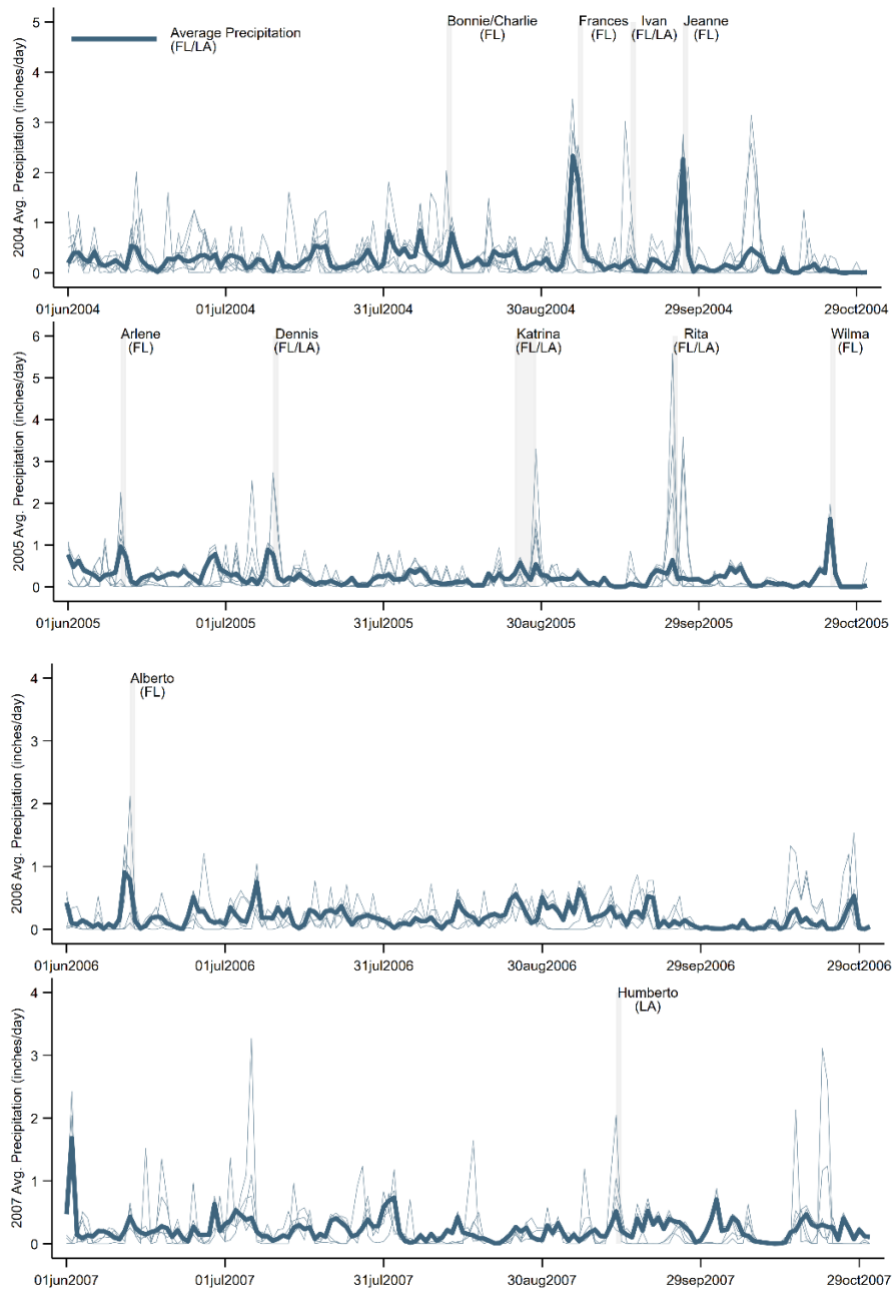 2004 Avg. Precipitation (inches/day)
5
4
3
2
1
0
Average Precipitation
(FL/LA)
Bonnie/Charlie
(FL)
Frances
(FL)
Ivan
(FL/LA)
Jeanne
(FL)
01jun2004
01jul2004
31jul2004
30aug2004
29sep2004
29oct2004
2005 Avg. Precipitation (inches/day)
6
5
4
3
2
1
0
Arlene
(FL)
Dennis
(FL/LA)
Katrina
(FL/LA)
Rita
(FL/LA)
Wilma
(FL)
01jun2005
01jul2005
31jul2005
30aug2005
29sep2005
29oct2005
2006 Avg. Precipitation (inches/day)
4
3
2
1
0
Alberto
(FL)
01jun2006
01jul2006
31jul2006
30aug2006
29sep2006
29oct2006
2007 Avg. Precipitation (inches/day)
4
3
2
1
0
Humberto
(LA)
01jun2007
01jul2007
31jul2007
30aug2007
29sep2007
29oct2007